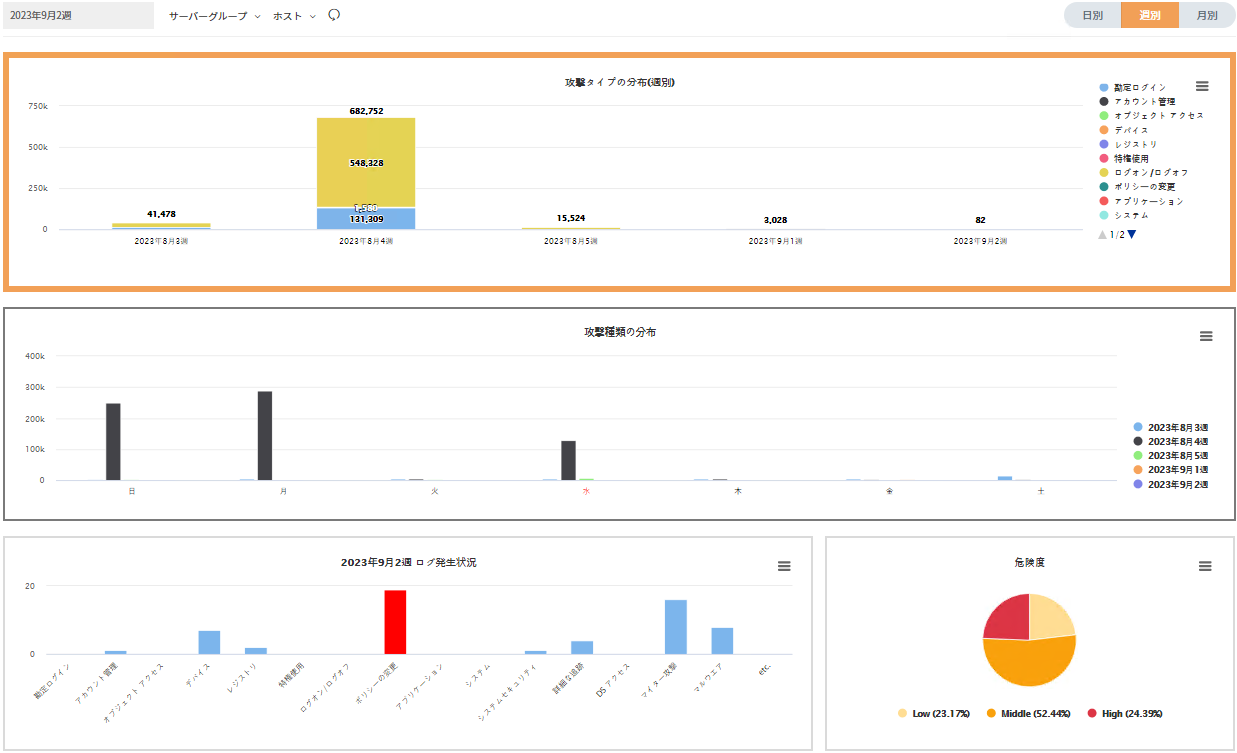 2023年9月2週 サーバーグループ ホスト 日別 週別 月別
攻撃タイプの分布(週別)
750k
500k
250k
0
41,478
682,752
548,328
131,309
15,524
3,028
82
2023年8月3週 2023年8月4週 2023年8月5週 2023年9月1週 2023年9月2週
勘定ログイン
アカウント管理
オブジェクト アクセス
デバイス
レジストリ
特権使用
ログオン/ログオフ
ポリシーの変更
アプリケーション
システム
1/2
攻撃種類の分布
400k
300k
200k
100k
0
日 月 火 水 木 金 土
2023年8月3週
2023年8月4週
2023年8月5週
2023年9月1週
2023年9月2週
2023年9月2週 ログ発生状況
20
0
勘定ログイン
アカウント管理
オブジェクト アクセス
デバイス
レジストリ
特権使用
ログオン/ログオフ
ポリシーの変更
アプリケーション
システム
システムセキュリティ
詳細な追跡
DS アクセス
マイター攻撃
マルウエア
etc.
危険度
Low (23.17%) Middle (52.44%) High (24.39%)